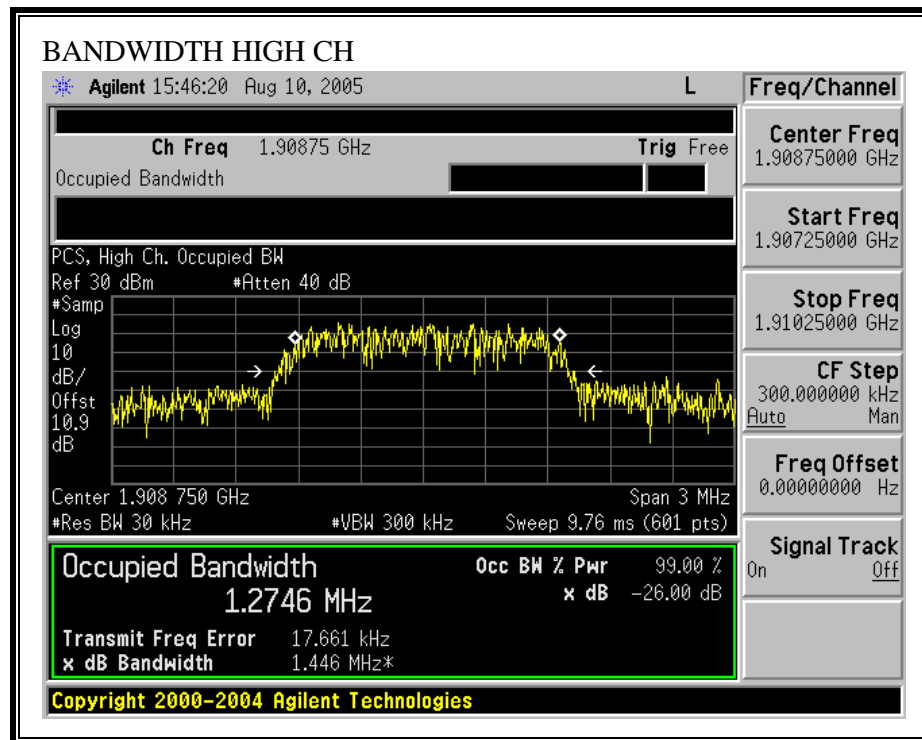 BANDWIDTH HIGH CH
Agilent 15:46:20 Aug 10, 2005 L
Freq/Channel
Ch Freq 1.90875 GHz Trig Free
Occupied Bandwidth
Center Freq
1.90875000 GHz
Start Freq
1.90725000 GHz
Stop Freq
1.91025000 GHz
CF Step
300.000000 kHz
Auto Man
Freq Offset
0.00000000 Hz
Signal Track
On Off
PCS, High Ch. Occupied BW
Ref 30 dBm #Atten 40 dB
#Samp
Log
10
dB/
Offst
10.9
dB
Center 1.908 750 GHz Span 3 MHz
#Res BW 30 kHz #VBW 300 kHz Sweep 9.76 ms (601 pts)
Occupied Bandwidth Occ BW % Pwr 99.00 %
1.2746 MHz x dB -26.00 dB
Transmit Freq Error 17.661 kHz
x dB Bandwidth 1.446 MHz*
Copyright 2000-2004 Agilent Technologies